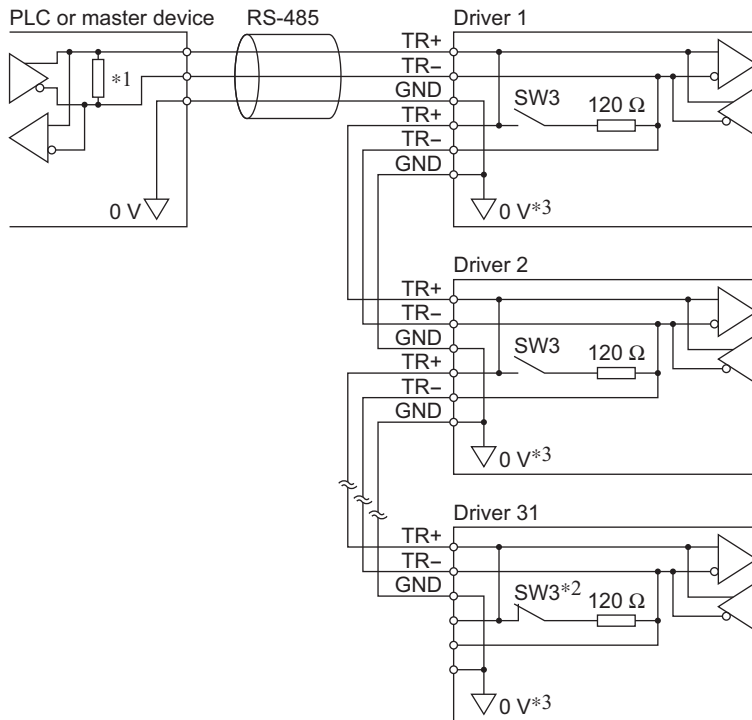 PLC or master device RS-485 Driver 1
TR+
TR−
*1
GND
SW3 120 Ω
TR+
TR−
GND
0 V 0 V*3
Driver 2
TR+
TR−
GND
SW3 120 Ω
TR+
TR−
GND
0 V*3
Driver 31
TR+
TR−
GND
SW3*2 120 Ω
0 V*3